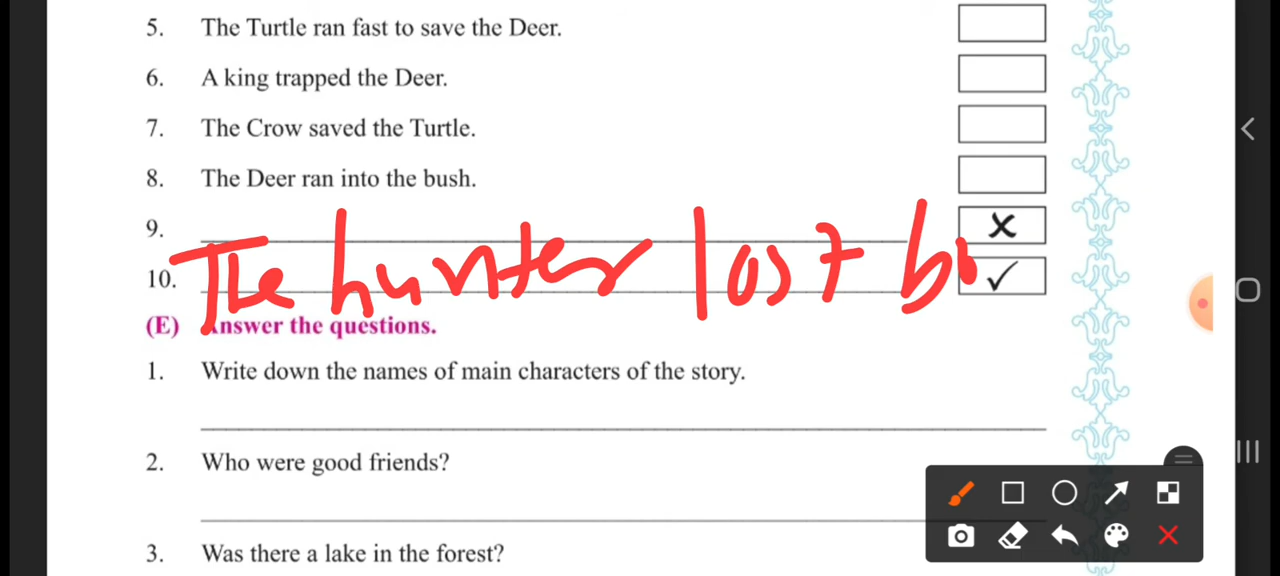 5. The Turtle ran fast to save the Deer.
6. A king trapped the Deer.
7. The Crow saved the Turtle.
8. The Deer ran into the bush.
9.
10. The hunter lost
(E) Answer the questions.
1. Write down the names of main characters of the story.
2. Who were good friends?
3. Was there a lake in the forest?